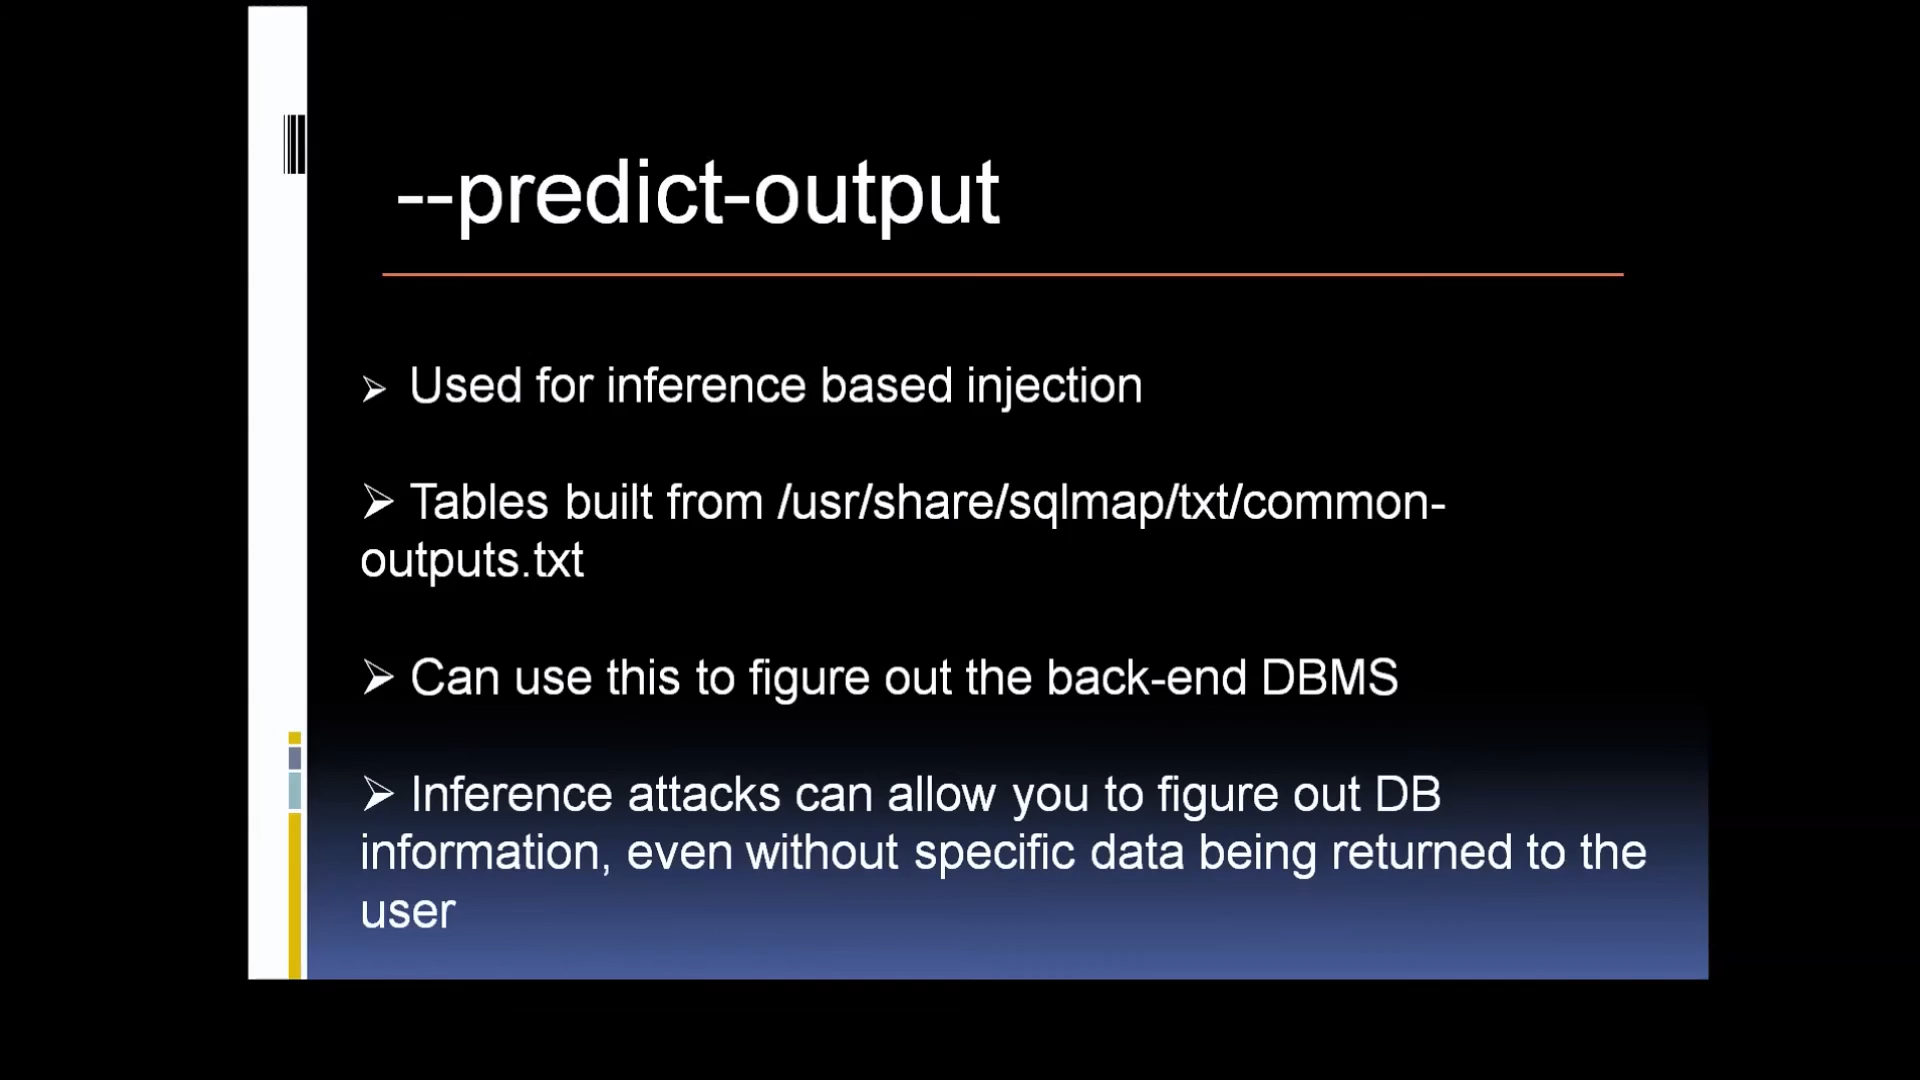 --predict-output
➢ Used for inference based injection
➢ Tables built from /usr/share/sqlmap/txt/common-
outputs.txt
➢ Can use this to figure out the back-end DBMS
➢ Inference attacks can allow you to figure out DB
information, even without specific data being returned to the
user